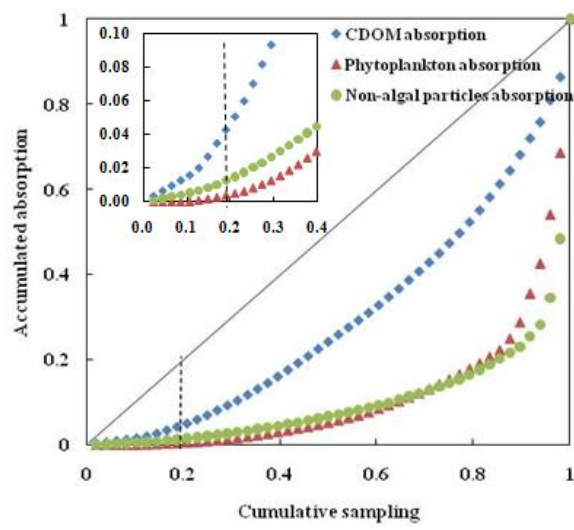 1
0.8
0.6
0.4
0.2
0
Accumulated absorption
0.10
0.08
0.06
0.04
0.02
0.00
0.0 0.1 0.2 0.3 0.4
CDOM absorption
Phytoplankton absorption
Non-algal particles absorption
0 0.2 0.4 0.6 0.8 1
Cumulative sampling